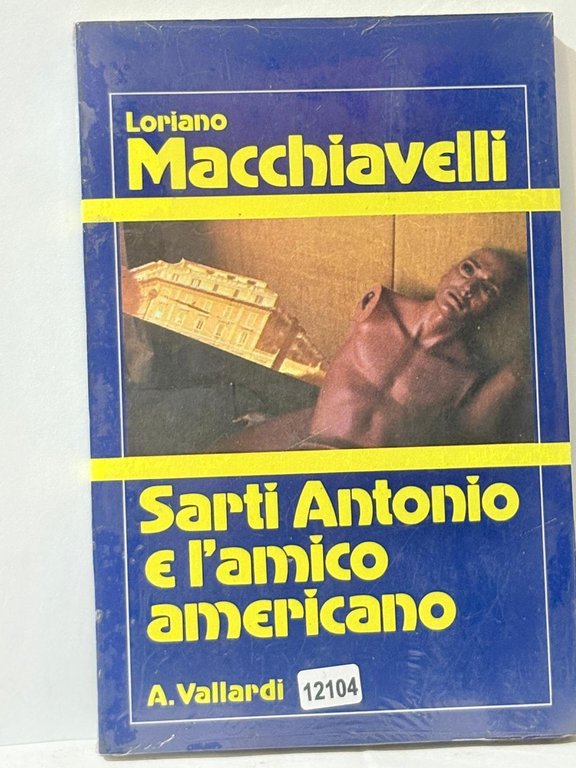 Loriano
Macchiavelli
Sarti Antonio
e l'amico
americano
A. Vallardi
12104